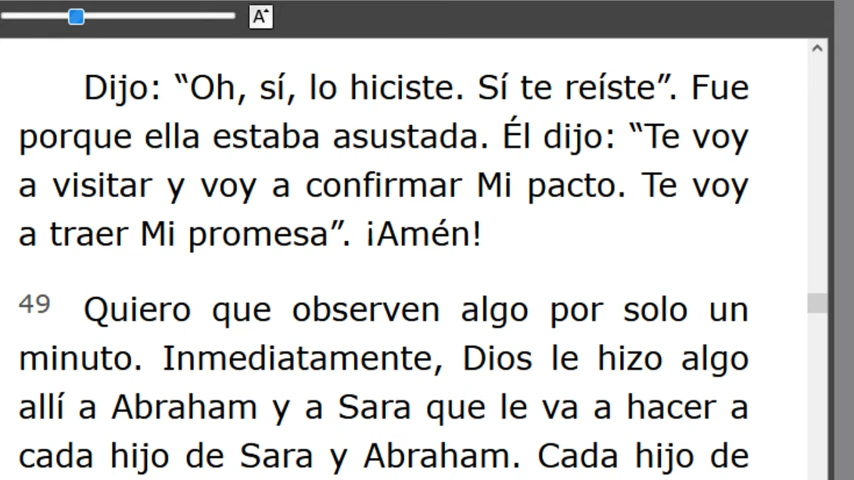 A
Dijo: “Oh, sí, lo hiciste. Sí te reíste”. Fue
porque ella estaba asustada. Él dijo: “Te voy
a visitar y voy a confirmar Mi pacto. Te voy
a traer Mi promesa”. ¡Amén!
49 Quiero que observen algo por solo un
minuto. Inmediatamente, Dios le hizo algo
allí a Abraham y a Sara que le va a hacer a
cada hijo de Sara y Abraham. Cada hijo de